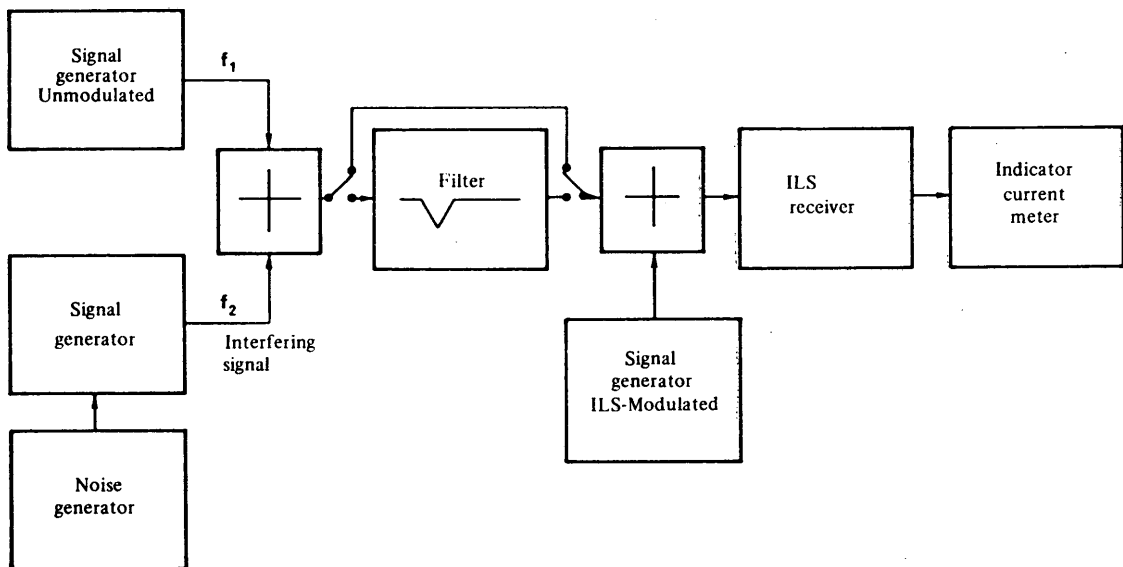 Signal
generator
Unmodulated
f₁
Filter
ILS
receiver
Indicator
current
meter
Signal
generator
f₂
Interfering
signal
Signal
generator
ILS-Modulated
Noise
generator